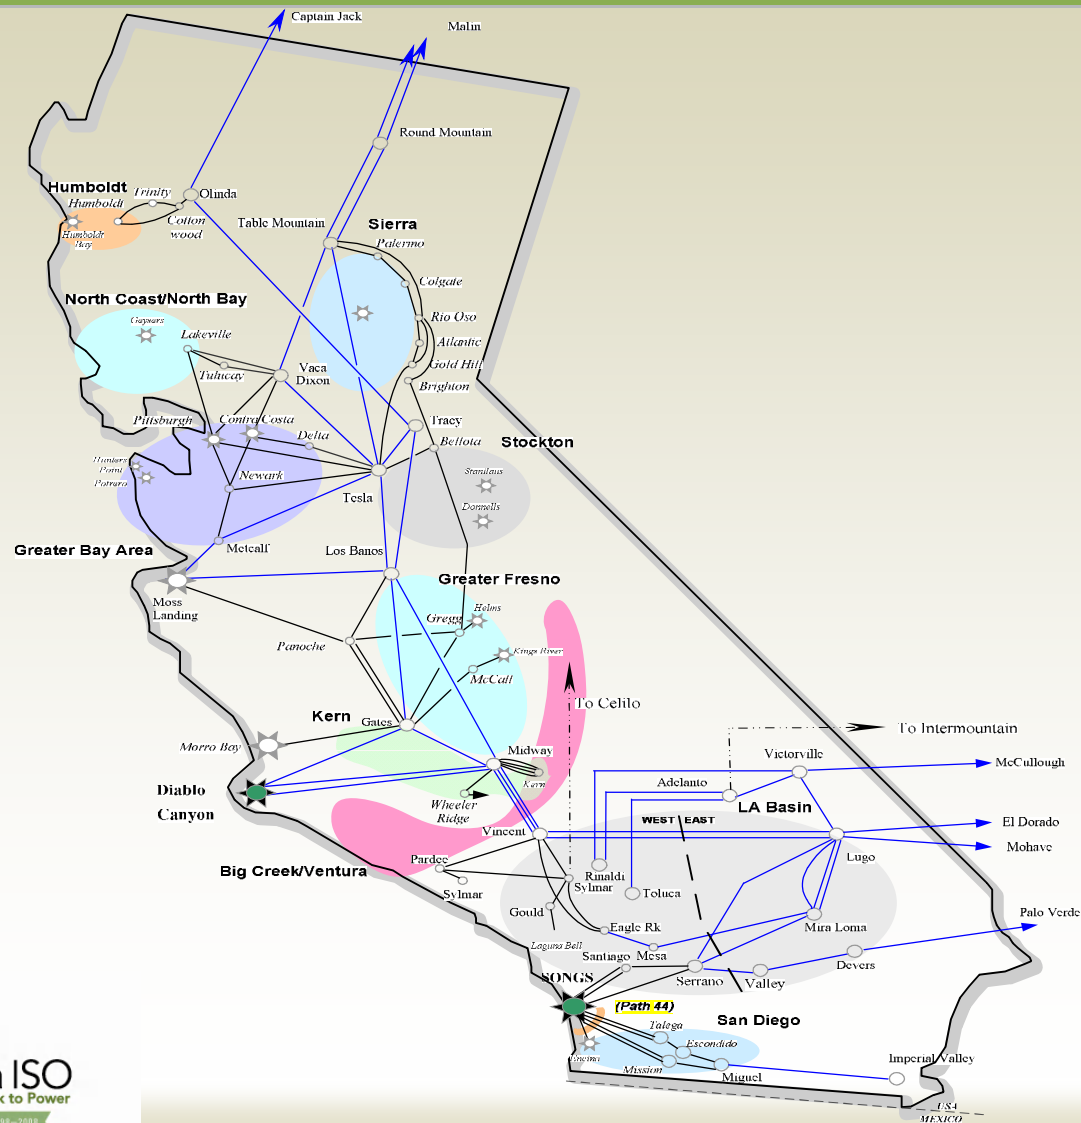 Captain Jack
Malin
Round Mountain
Humboldt
Trinity
Olinda
Humboldt
Cotton
wood
Humboldt
Bay
Table Mountain
Sierra
Palermo
Colgate
North Coast/North Bay
Geysers
Lakeville
Rio Oso
Atlantic
Gold Hill
Tulucay
Vaca
Dixon
Brighton
Pittsburgh
Contra Costa
Tracy
Delta
Bellota
Stockton
Hunters
Point
Potrero
Newark
Stanilaus
Tesla
Donnells
Greater Bay Area
Metcalf
Los Banos
Greater Fresno
Moss
Landing
Gregg
Helms
Panoche
Kings River
McCall
To Celilo
Kern
Gates
To Intermountain
Morro Bay
Midway
Victorville
McCullough
Kern
Adelanto
Diablo
Canyon
Wheeler
Ridge
LA Basin
WEST
EAST
El Dorado
Vincent
Mohave
Lugo
Pardee
Big Creek/Ventura
Rinaldi
Sylmar
Sylmar
Toluca
Gould
Palo Verde
Eagle Rk
Mira Loma
Laguna Bell
Santiago
Mesa
Devers
SONGS
Serrano
Valley
(Path 44)
San Diego
Talega
Escondido
Encina
Mission
Miguel
Imperial Valley
ISO
k to Power
USA
MEXICO